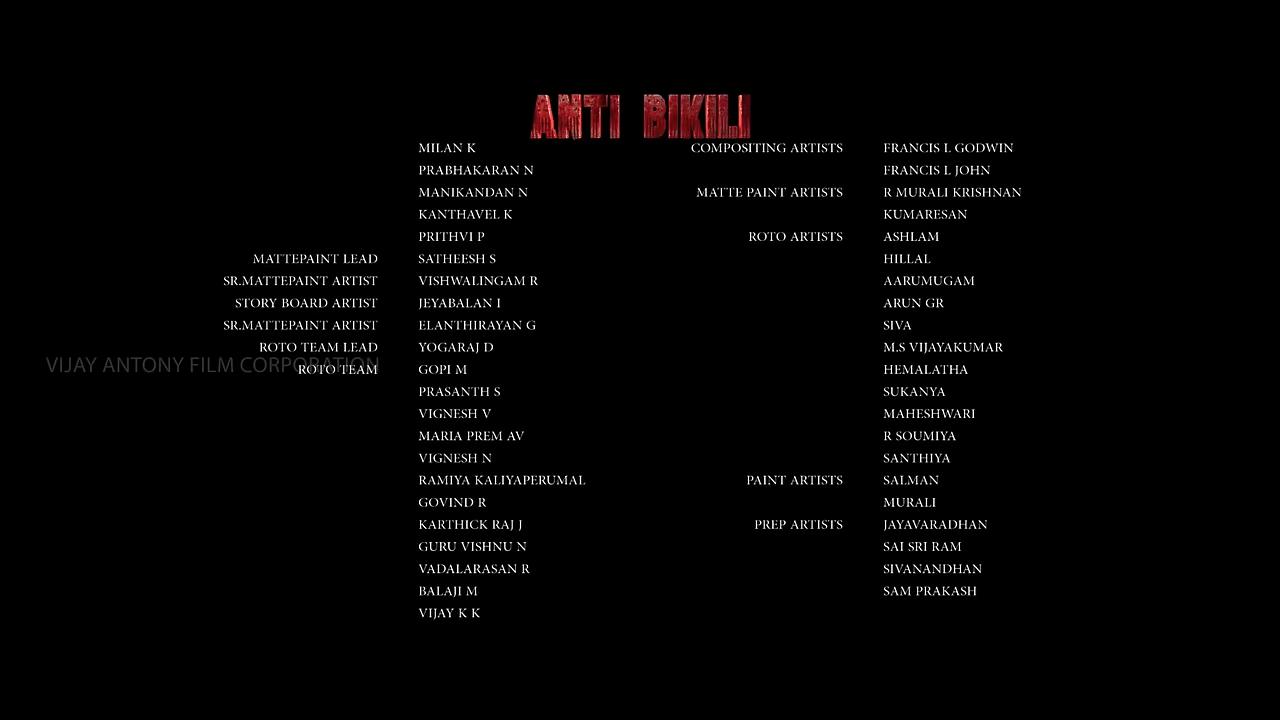 ANTI BIKILI
MILAN K
PRABHAKARAN N
MANIKANDAN N
KANTHAVEL K
PRITHVI P
MATTEPAINT LEAD SATHEESH S
SR.MATTEPAINT ARTIST VISHWALINGAM R
STORY BOARD ARTIST JEYABALAN I
SR.MATTEPAINT ARTIST ELANTHIRAYAN G
ROTO TEAM LEAD YOGARAJ D
VIJAY ANTONY FILM CORPORATION
ROTO TEAM GOPI M
PRASANTH S
VIGNESH V
MARIA PREM AV
VIGNESH N
RAMIYA KALIYAPERUMAL
GOVIND R
KARTHICK RAJ J
GURU VISHNU N
VADALARASAN R
BALAJI M
VIJAY K K
COMPOSITING ARTISTS FRANCIS L GODWIN
FRANCIS L JOHN
MATTE PAINT ARTISTS R MURALI KRISHNAN
KUMARESAN
ROTO ARTISTS ASHLAM
HILLAL
AARUMUGAM
ARUN GR
SIVA
M.S VIJAYAKUMAR
HEMALATHA
SUKANYA
MAHESHWARI
R SOUMIYA
SANTHIYA
PAINT ARTISTS SALMAN
MURALI
PREP ARTISTS JAYAVARADHAN
SAI SRI RAM
SIVANANDHAN
SAM PRAKASH